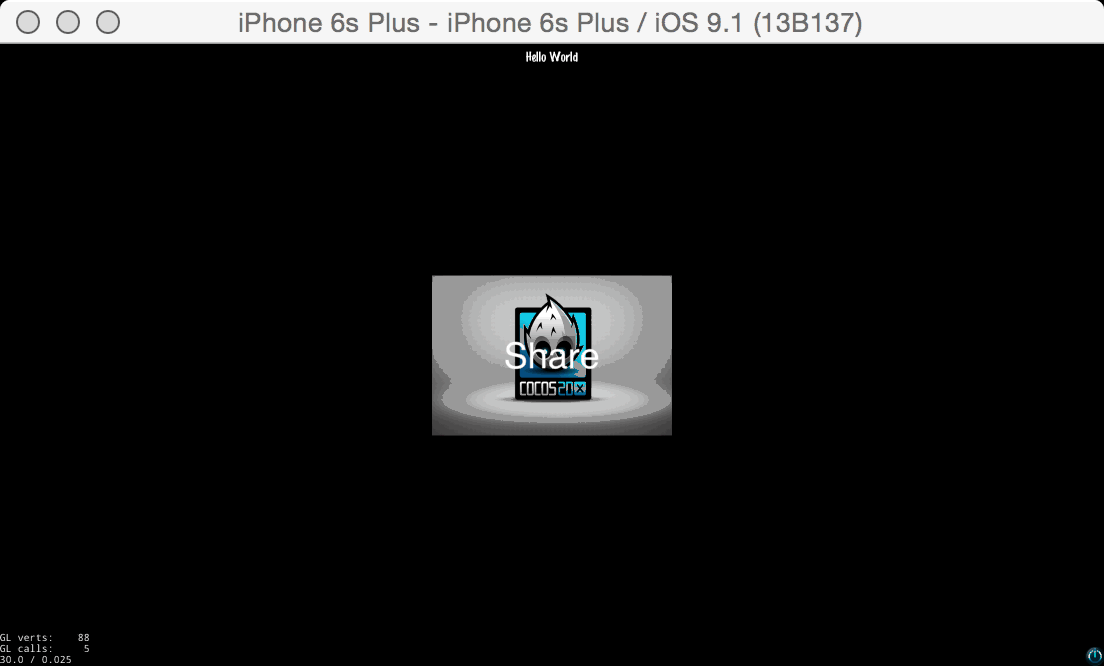 iPhone 6s Plus - iPhone 6s Plus / iOS 9.1 (13B137)
Hello World
Share
COCOS2DX
GL verts: 88
GL calls: 5
30.0 / 0.025